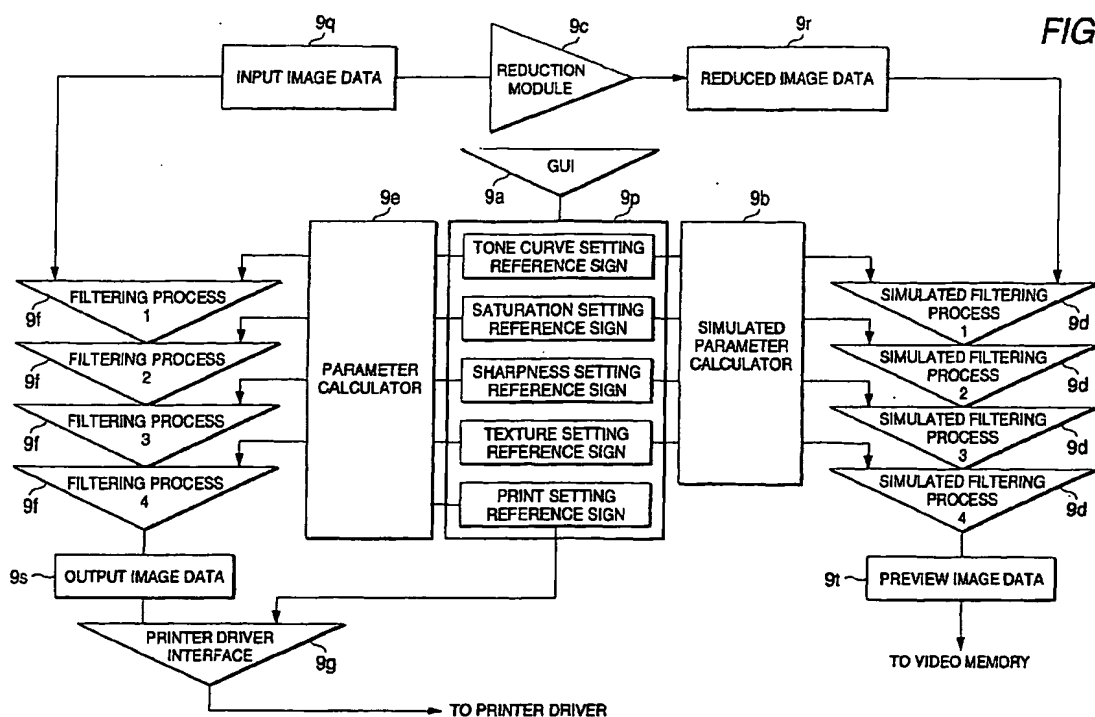 FIG
9q
9c
9r
INPUT IMAGE DATA
REDUCTION
MODULE
REDUCED IMAGE DATA
GUI
9a
9e
9p
9b
TONE CURVE SETTING
REFERENCE SIGN
SATURATION SETTING
REFERENCE SIGN
SHARPNESS SETTING
REFERENCE SIGN
TEXTURE SETTING
REFERENCE SIGN
PRINT SETTING
REFERENCE SIGN
PARAMETER
CALCULATOR
SIMULATED
PARAMETER
CALCULATOR
FILTERING PROCESS
1
9f
FILTERING PROCESS
2
9f
FILTERING PROCESS
3
9f
FILTERING PROCESS
4
9f
SIMULATED FILTERING
PROCESS
1
9d
SIMULATED FILTERING
PROCESS
2
9d
SIMULATED FILTERING
PROCESS
3
9d
SIMULATED FILTERING
PROCESS
4
9d
9s
OUTPUT IMAGE DATA
9t
PREVIEW IMAGE DATA
PRINTER DRIVER
INTERFACE
9g
TO VIDEO MEMORY
TO PRINTER DRIVER